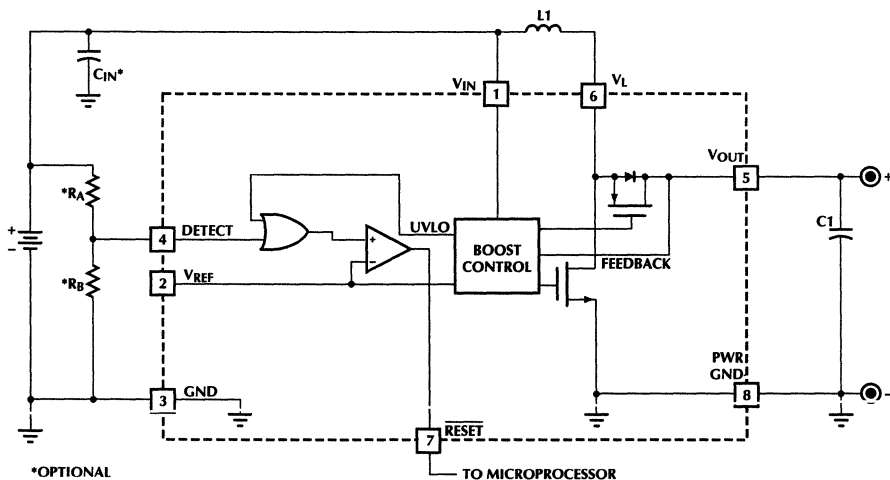 L1
CIN*
VIN
VL
1
6
VOUT
5
+
*RA
+
−
4
DETECT
+
−
UVLO
BOOST
CONTROL
C1
FEEDBACK
*RB
2
VREF
PWR
GND
3
GND
8
−
7
RESET
*OPTIONAL
TO MICROPROCESSOR